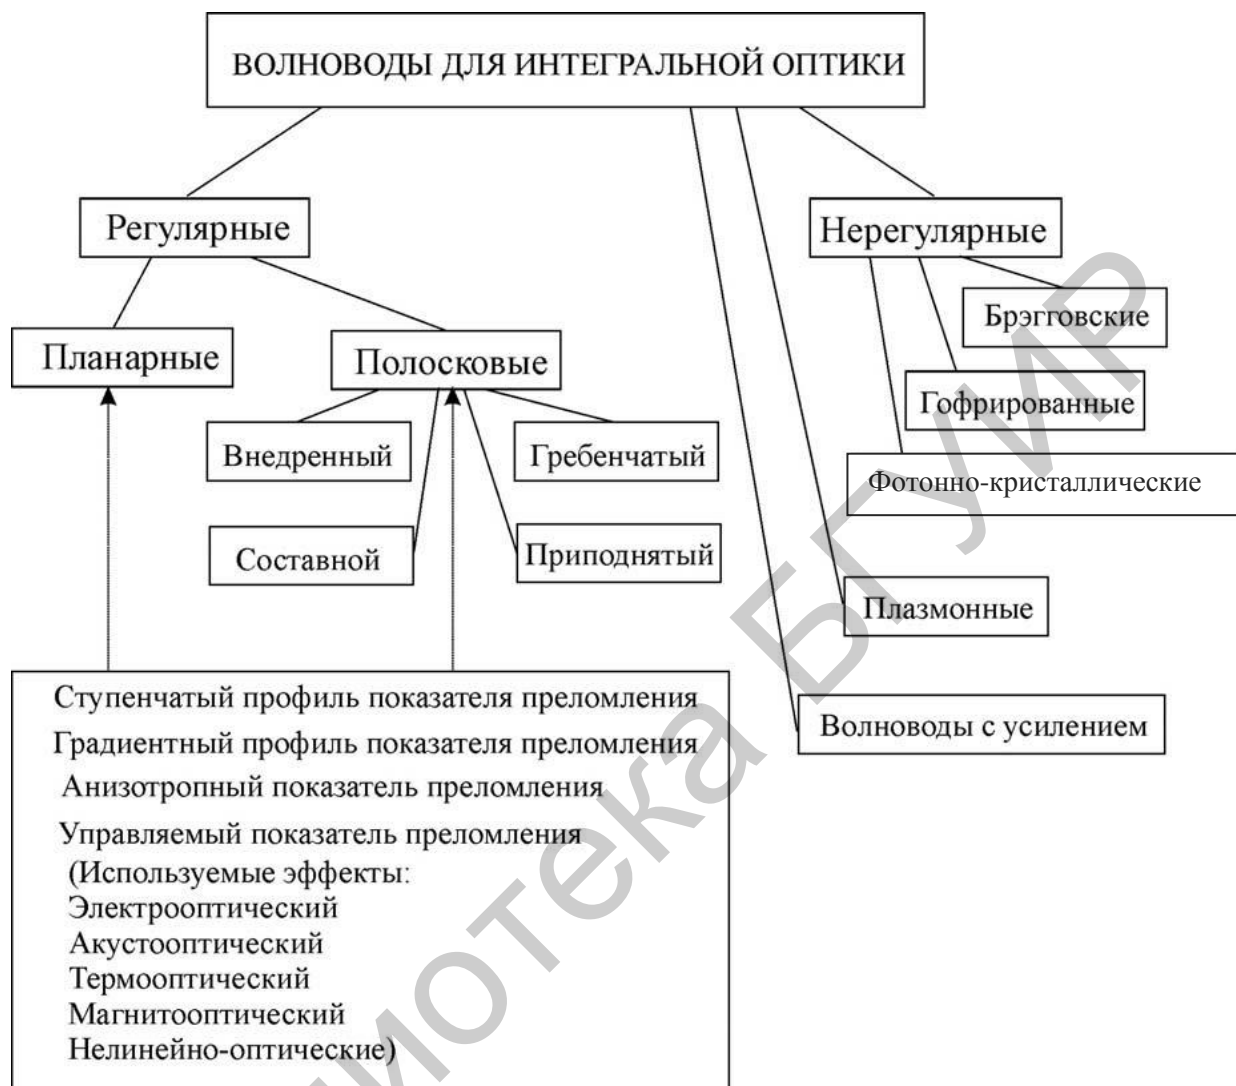 ВОЛНОВОДЫ ДЛЯ ИНТЕГРАЛЬНОЙ ОПТИКИ
Регулярные
Нерегулярные
Планарные
Полосковые
Брэгговские
Гофрированные
Внедренный
Гребенчатый
Фотонно-кристаллические
Составной
Приподнятый
Плазмонные
Волноводы с усилением
Ступенчатый профиль показателя преломления
Градиентный профиль показателя преломления
Анизотропный показатель преломления
Управляемый показатель преломления
(Используемые эффекты:
Электрооптический
Акустооптический
Термооптический
Магнитооптический
Нелинейно-оптические)
иотека БГУИР